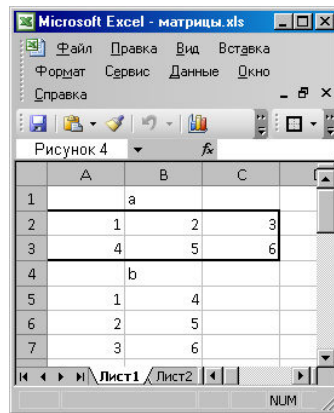 Microsoft Excel - матрицы.xls
Файл Правка Вид Вставка
Формат Сервис Данные Окно
Справка
Рисунок 4 fx
A B C
1 a
2 1 2 3
3 4 5 6
4 b
5 1 4
6 2 5
7 3 6
Лист1 Лист2
NUM